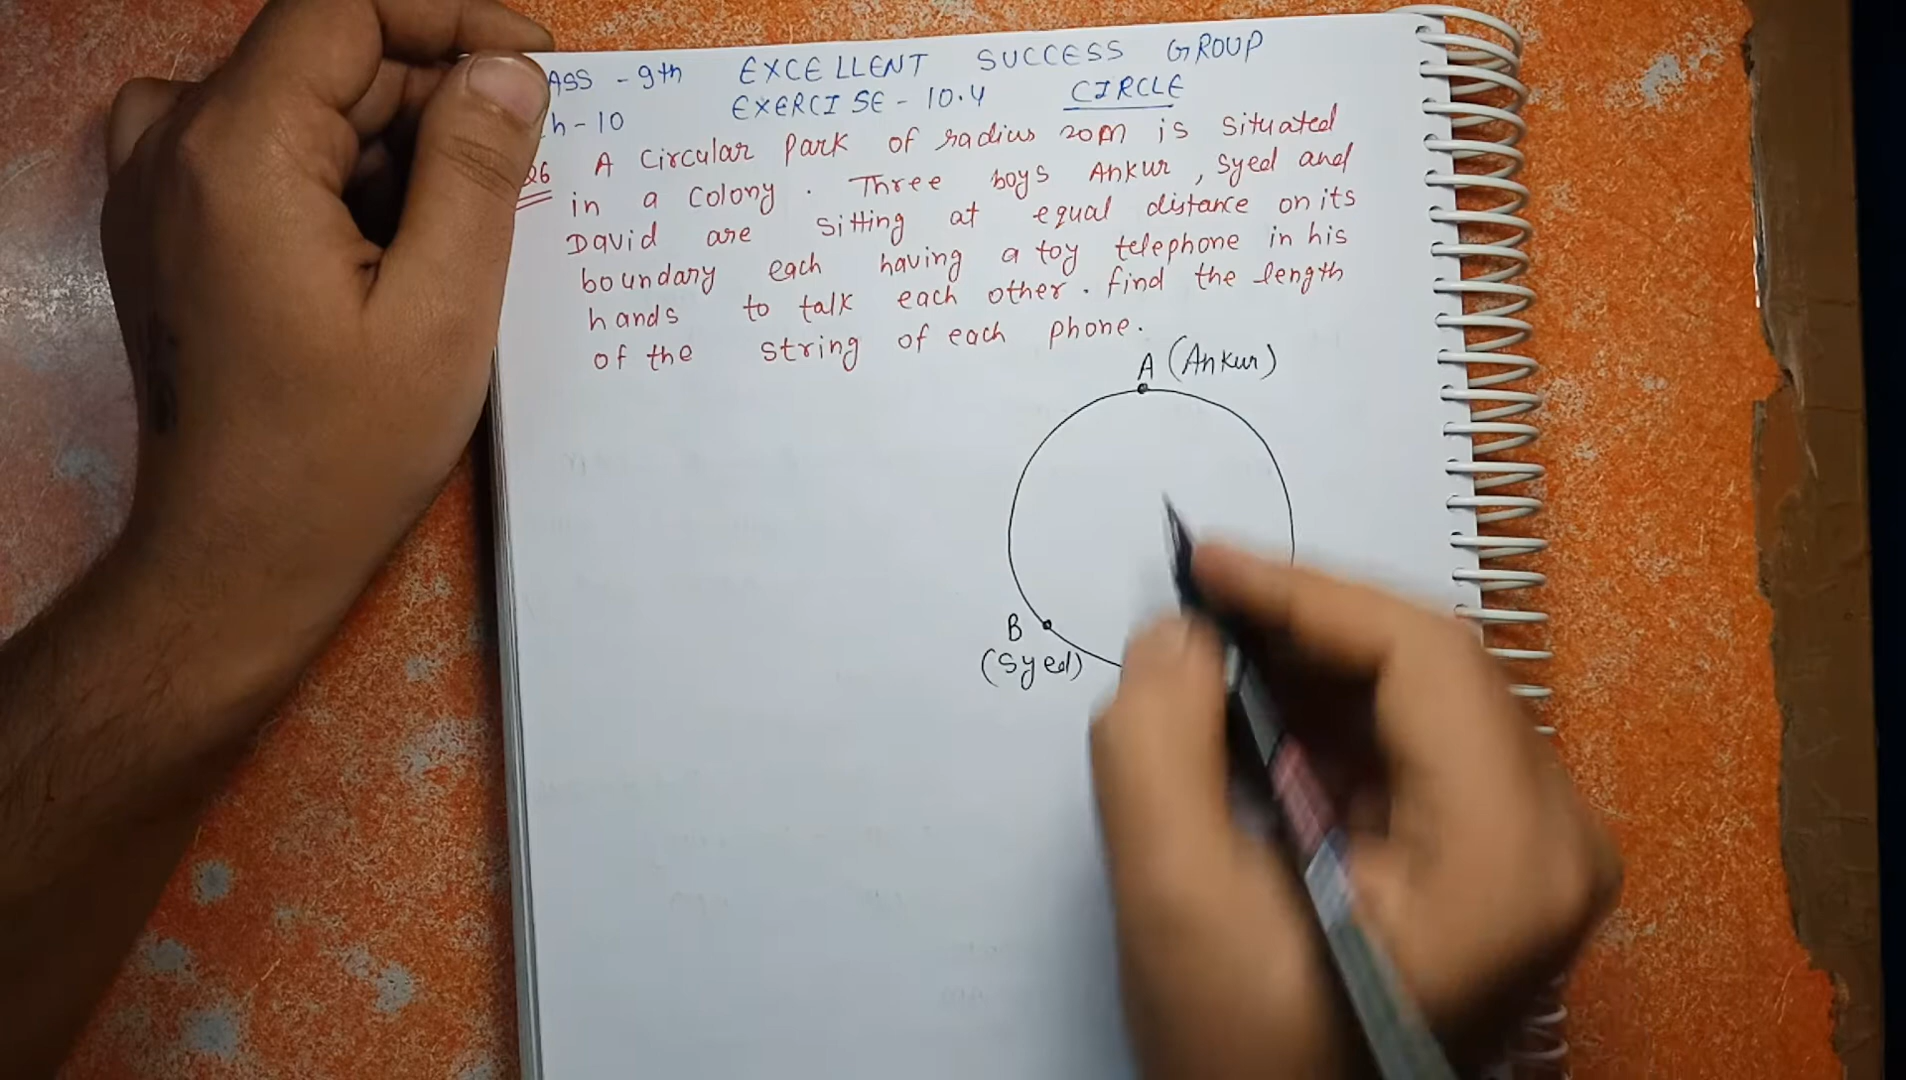 ASS - 9th EXCELLENT SUCCESS GROUP
h - 10 EXERCISE - 10.4 CIRCLE
Q6 A Circular Park of radius 20m is situated
in a Colony. Three boys Ankur, Syed and
David are sitting at equal distance on its
boundary each having a toy telephone in his
hands to talk each other. find the length
of the string of each phone.
A (Ankur)
B
(Syed)